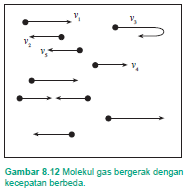 v₁
v₃
v₂
v₅
v₄
Gambar 8.12 Molekul gas bergerak dengan
kecepatan berbeda.